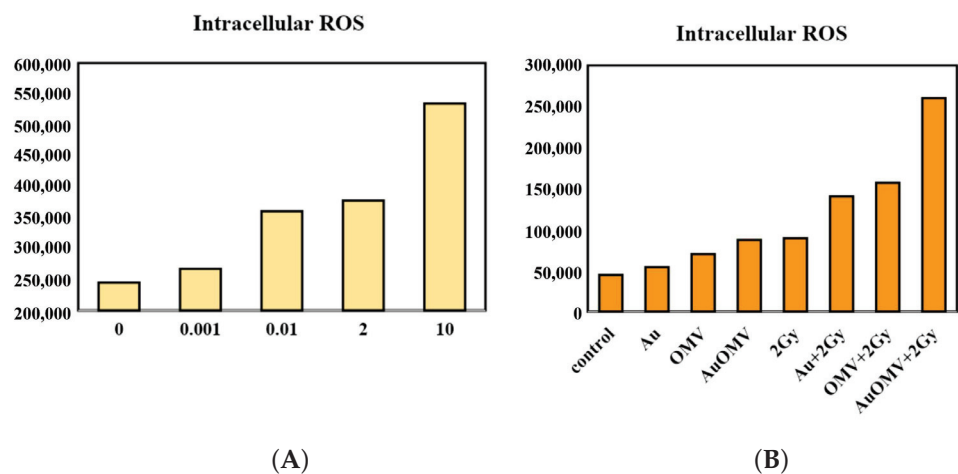 Intracellular ROS
600,000
550,000
500,000
450,000
400,000
350,000
300,000
250,000
200,000
0 0.001 0.01 2 10
(A)
Intracellular ROS
300,000
250,000
200,000
150,000
100,000
50,000
0
control Au OMV AuOMV 2Gy Au+2Gy OMV+2Gy AuOMV+2Gy
(B)